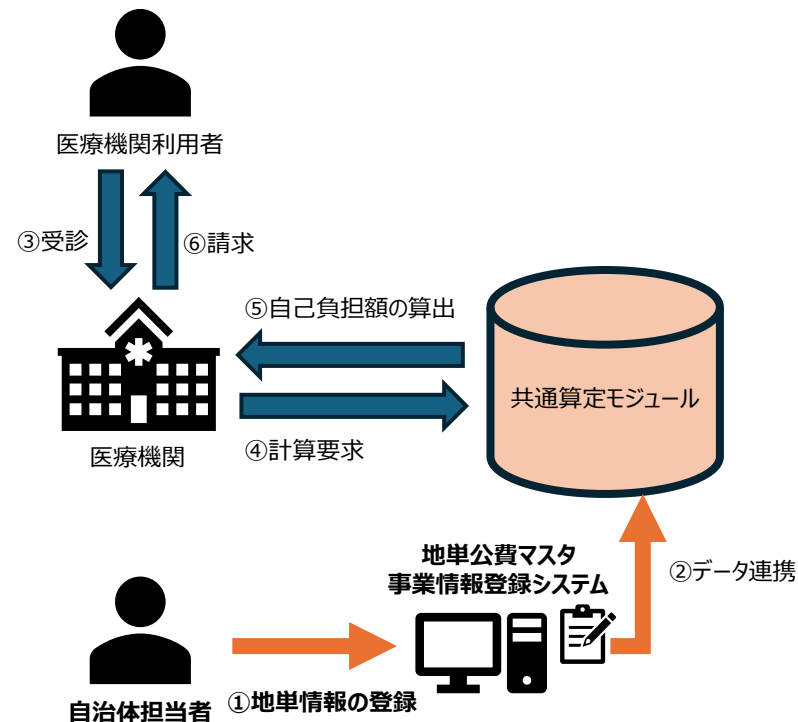 医療機関利用者
③受診
⑥請求
⑤自己負担額の算出
共通算定モジュール
医療機関
④計算要求
地単公費マスタ
事業情報登録システム
②データ連携
自治体担当者
①地単情報の登録